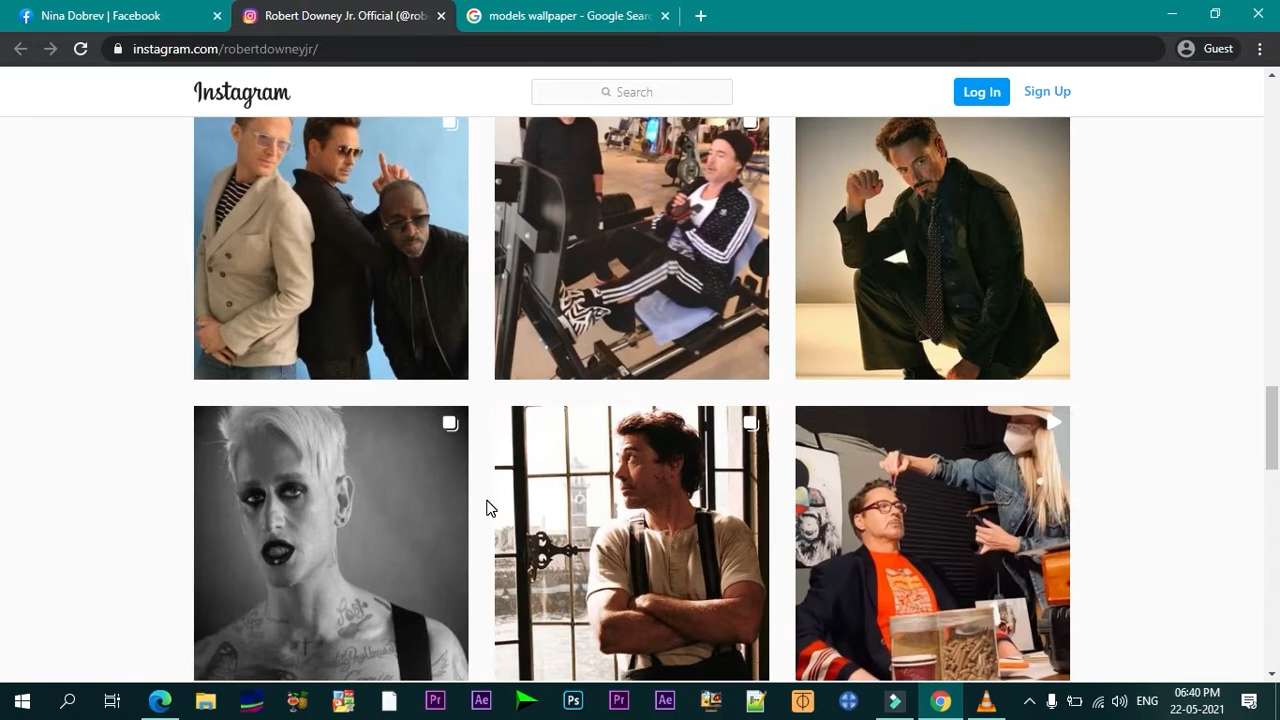 Nina Dobrev | Facebook
Robert Downey Jr. Official (@rob
models wallpaper - Google Sear
instagram.com/robertdowneyjr/
Guest
Instagram
Search
Log In
Sign Up
ENG
06:40 PM
22-05-2021